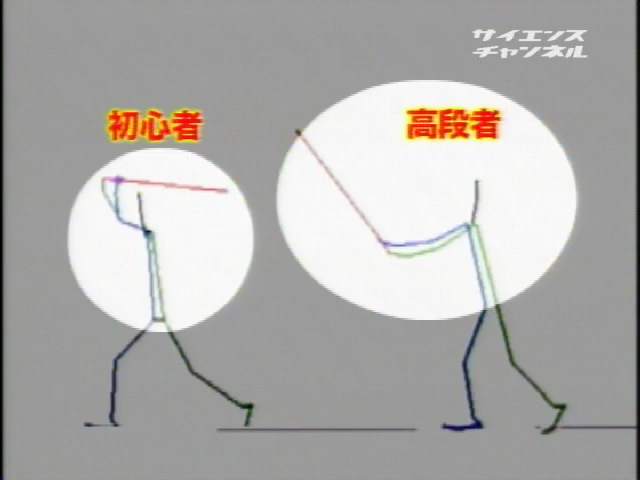 サイエンス
チャンネル
初心者
高段者